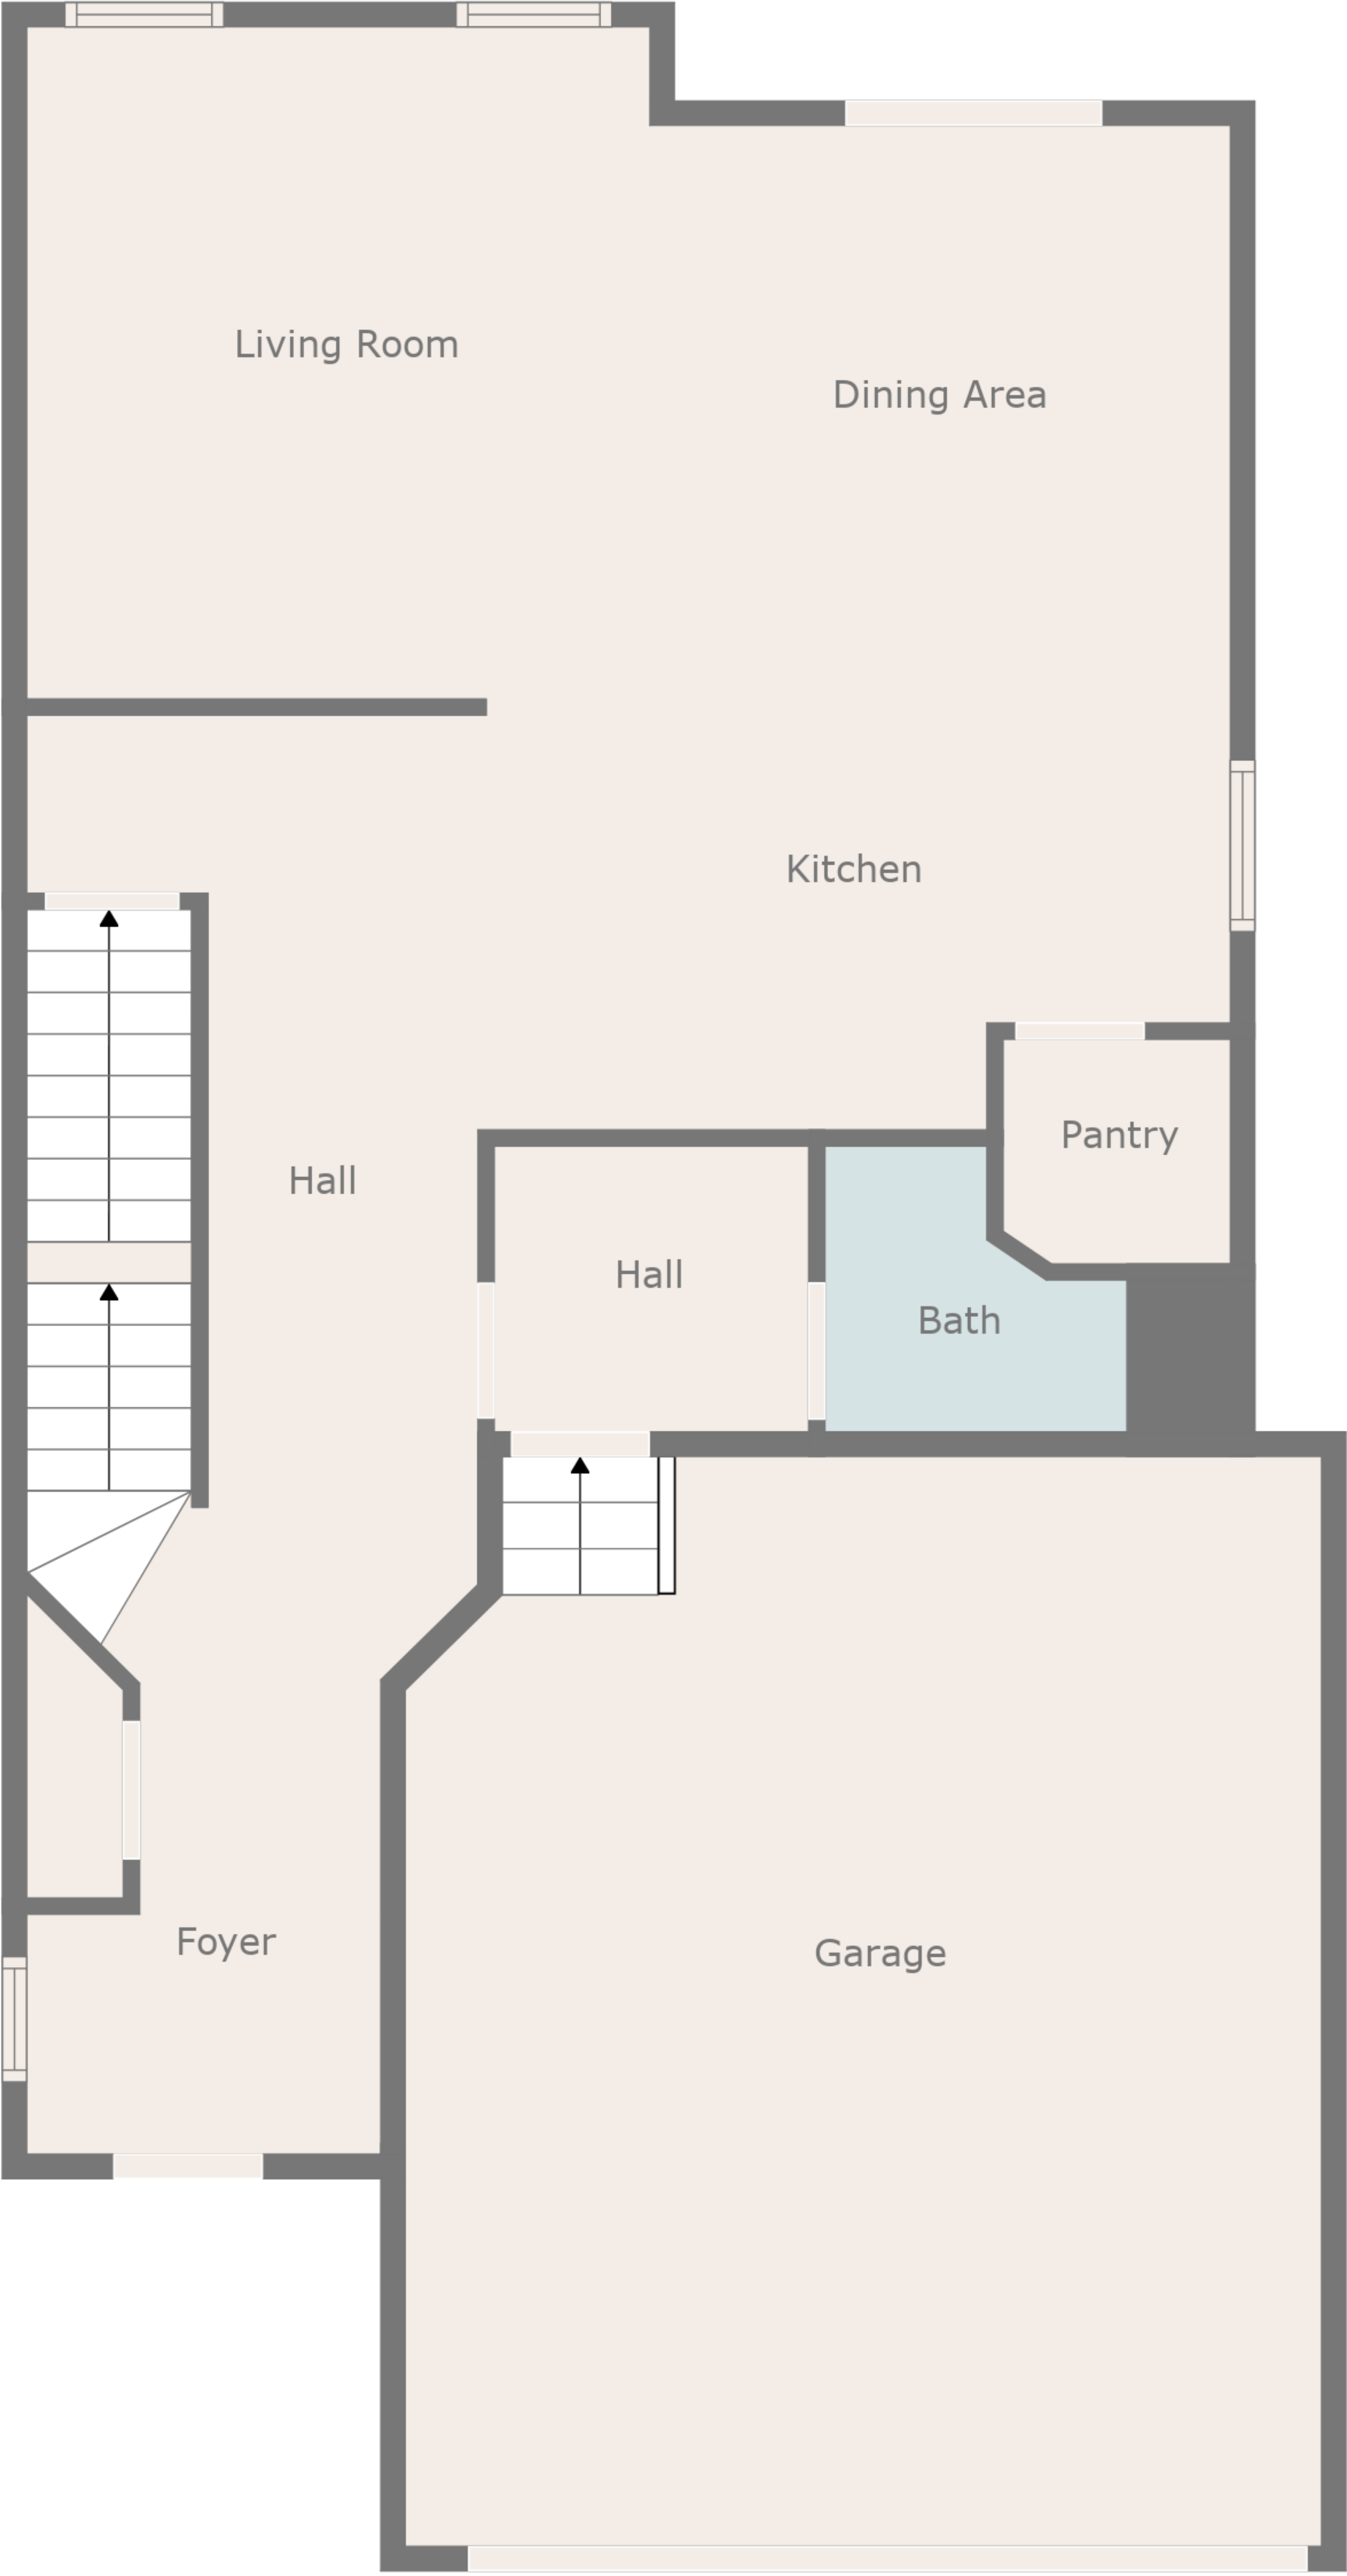 Living Room
Dining Area
Kitchen
Pantry
Hall
Hall
Bath
Foyer
Garage